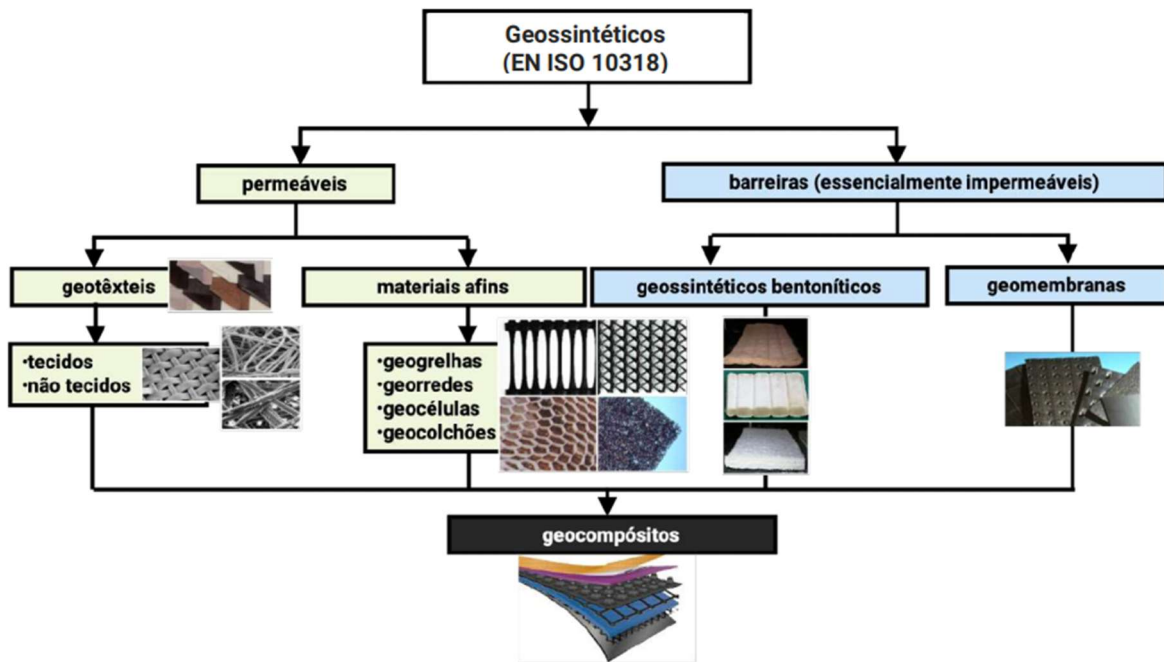 Geossintéticos
(EN ISO 10318)
permeáveis
barreiras (essencialmente impermeáveis)
geotêxteis
materiais afins
geossintéticos bentoníticos
geomembranas
•tecidos
•não tecidos
•geogrelhas
•georredes
•geocélulas
•geocolchões
geocompósitos